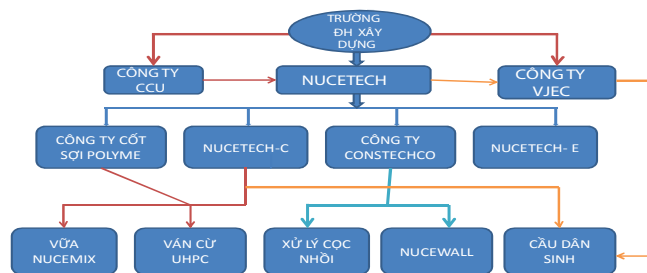 TRƯỜNG
ĐH XÂY
DỰNG
CÔNG TY
CCU
NUCETECH
CÔNG TY
VJEC
CÔNG TY CỐT
SỢI POLYME
NUCETECH-C
CÔNG TY
CONSTECHCO
NUCETECH- E
VỮA
NUCEMIX
VÁN CỪ
UHPC
XỬ LÝ CỌC
NHỒI
NUCEWALL
CẦU DÂN
SINH